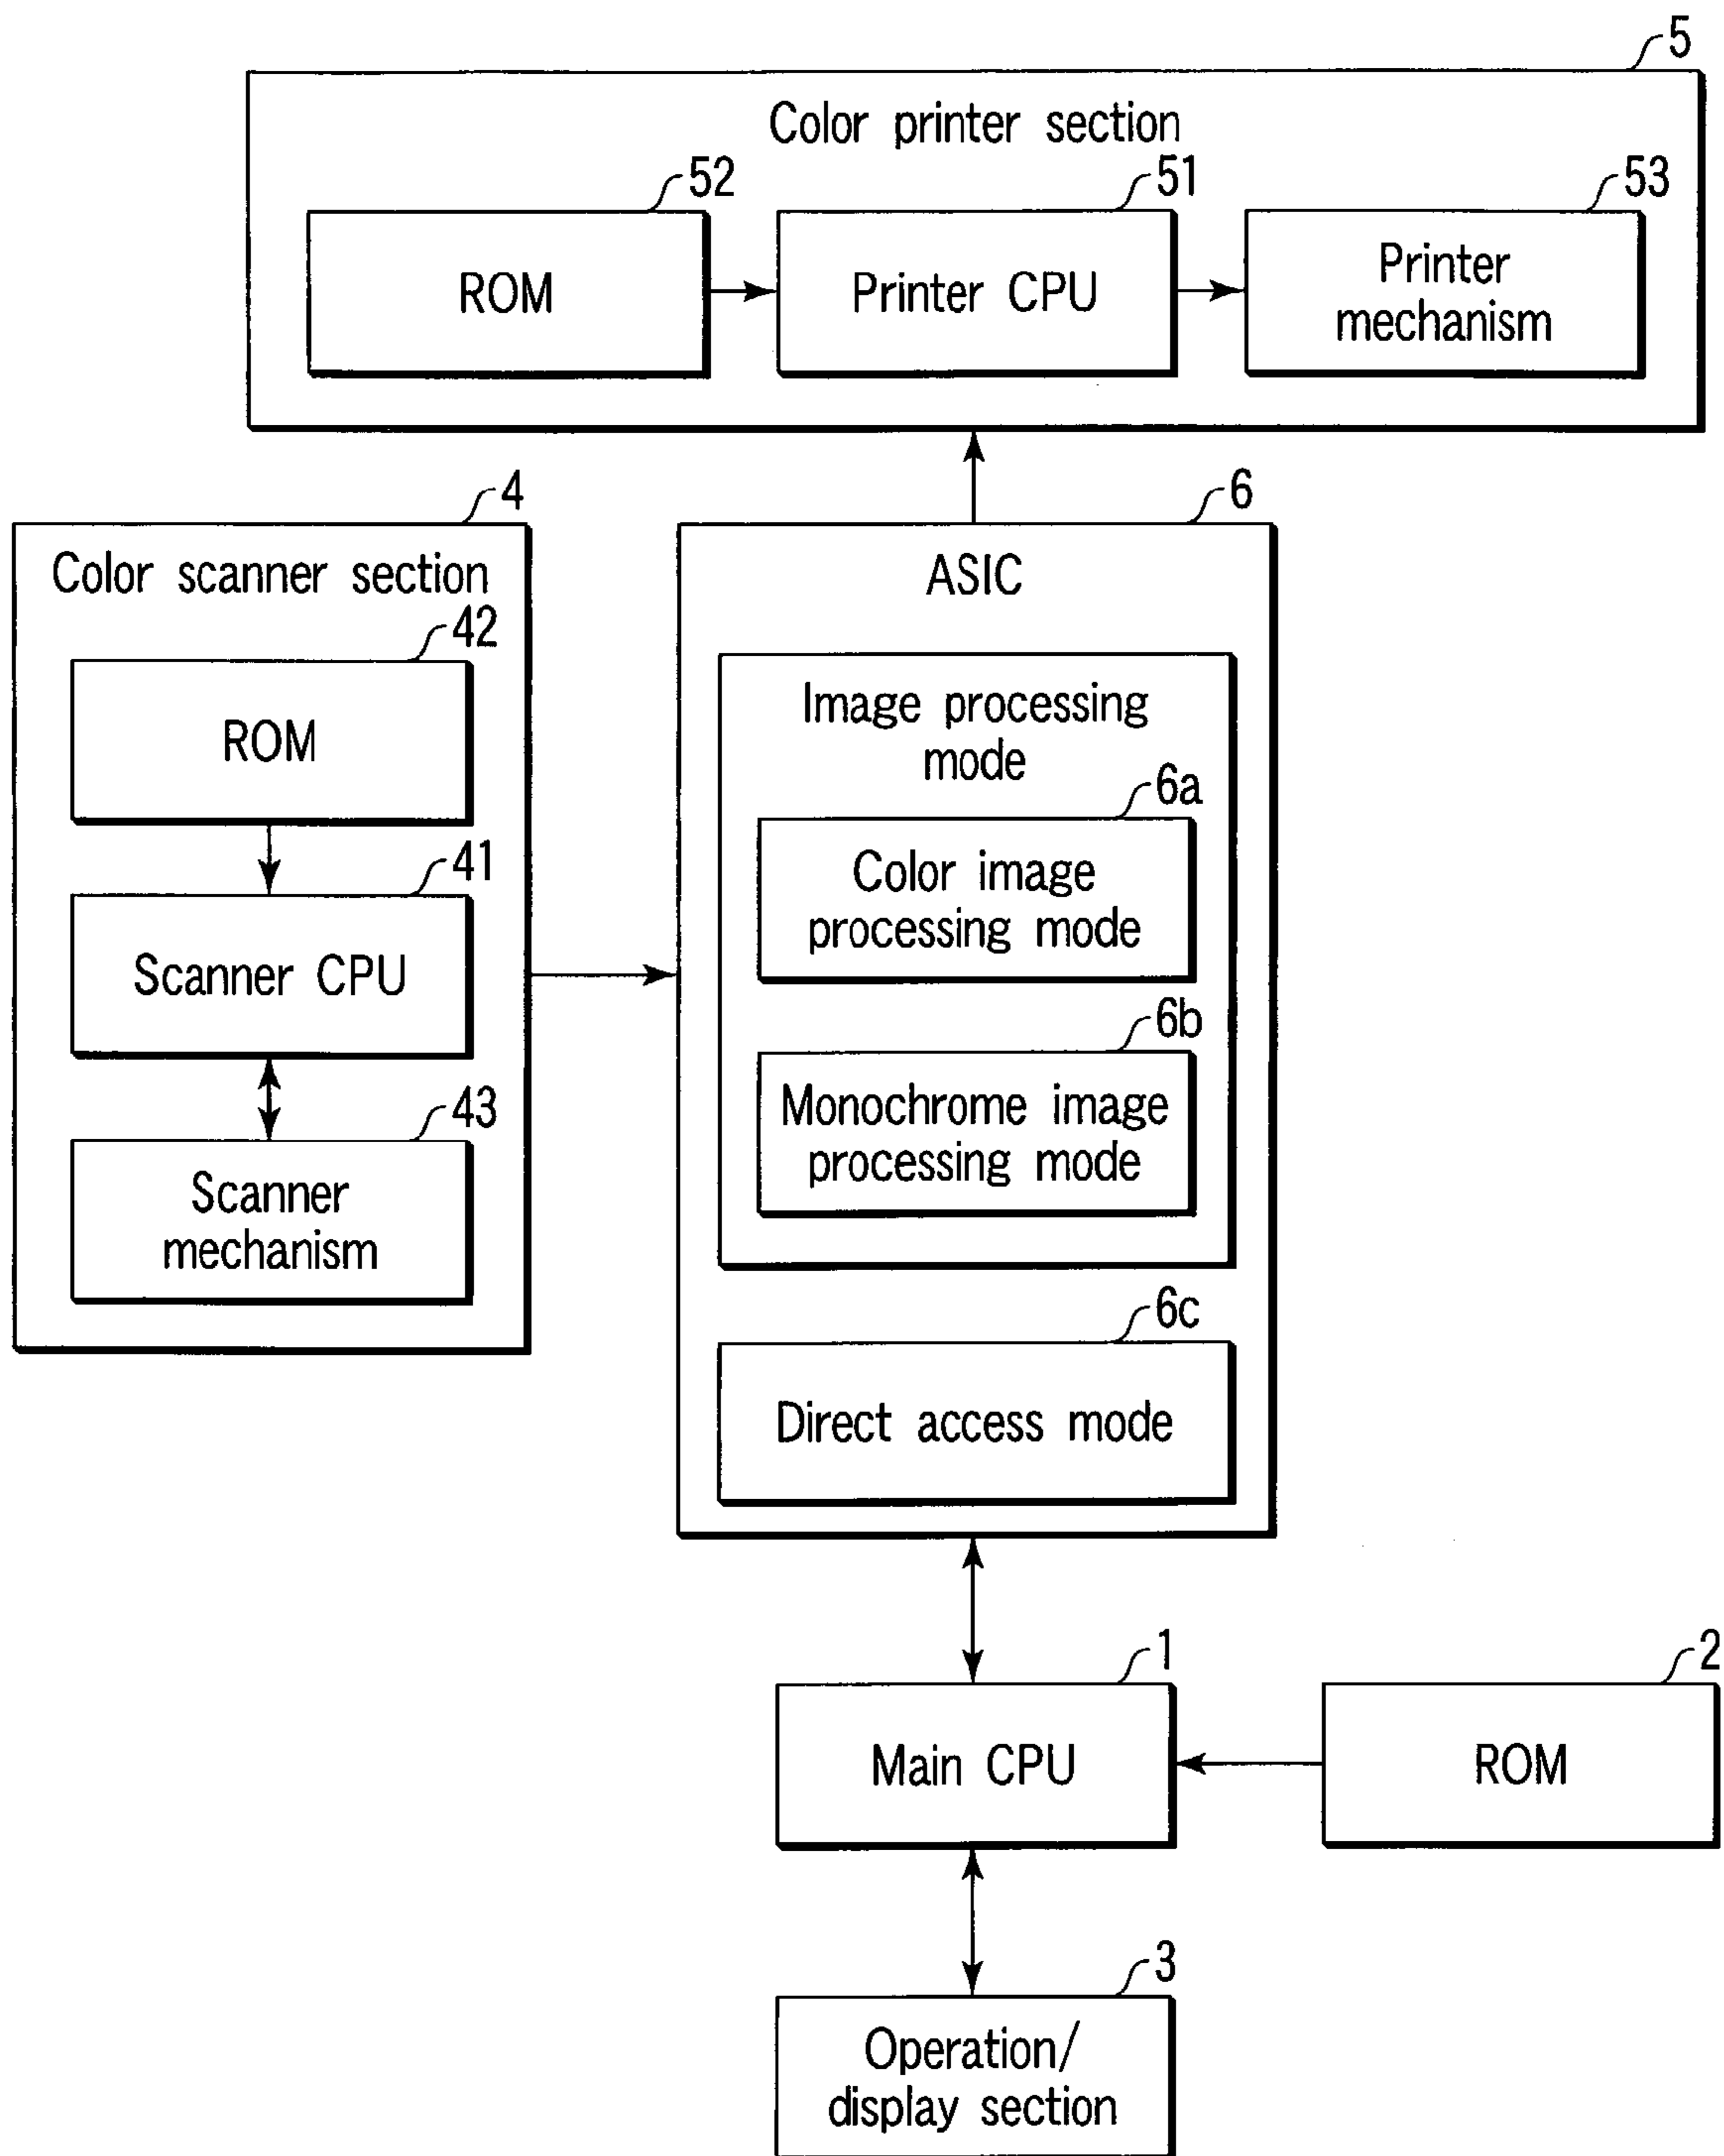 5
Color printer section
52
51
53
ROM
Printer CPU
Printer
mechanism
4
Color scanner section
42
ROM
41
Scanner CPU
43
Scanner
mechanism
6
ASIC
Image processing
mode
6a
Color image
processing mode
6b
Monochrome image
processing mode
6c
Direct access mode
1
Main CPU
2
ROM
3
Operation/
display section